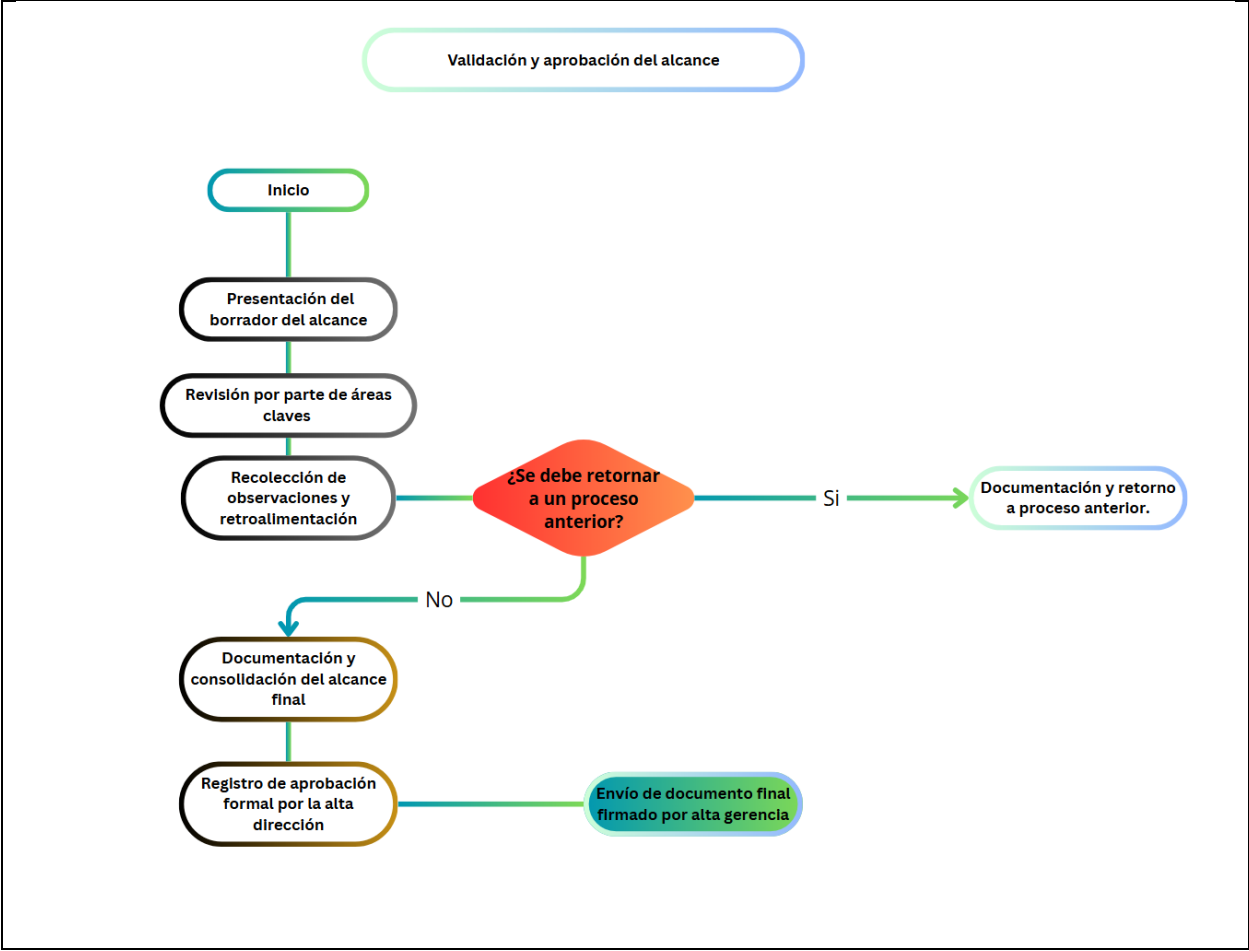 Validación y aprobación del alcance
Inicio
Presentación del
borrador del alcance
Revisión por parte de áreas
claves
Recolección de
observaciones y
retroalimentación
¿Se debe retornar
a un proceso
anterior?
Si
Documentación y retorno
a proceso anterior.
No
Documentación y
consolidación del alcance
final
Registro de aprobación
formal por la alta
dirección
Envío de documento final
firmado por alta gerencia